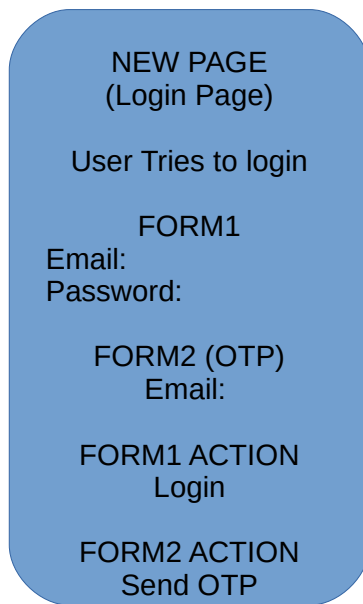 NEW PAGE
(Login Page)
User Tries to login
FORM1
Email:
Password:
FORM2 (OTP)
Email:
FORM1 ACTION
Login
FORM2 ACTION
Send OTP